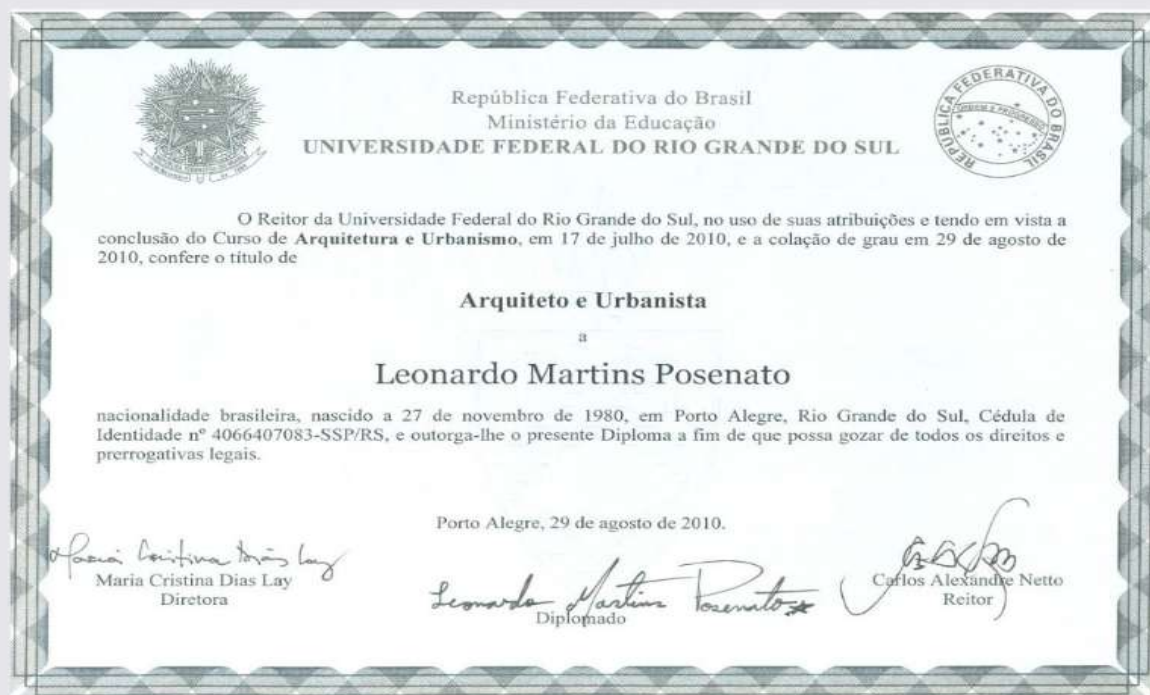 República Federativa do Brasil
Ministério da Educação
UNIVERSIDADE FEDERAL DO RIO GRANDE DO SUL
REPÚBLICA FEDERATIVA DO BRASIL
ORDEM E PROGRESSO
O Reitor da Universidade Federal do Rio Grande do Sul, no uso de suas atribuições e tendo em vista a
conclusão do Curso de Arquitetura e Urbanismo, em 17 de julho de 2010, e a colação de grau em 29 de agosto de
2010, confere o título de
Arquiteto e Urbanista
a
Leonardo Martins Posenato
nacionalidade brasileira, nascido a 27 de novembro de 1980, em Porto Alegre, Rio Grande do Sul, Cédula de
Identidade nº 4066407083-SSP/RS, e outorga-lhe o presente Diploma a fim de que possa gozar de todos os direitos e
prerrogativas legais.
Porto Alegre, 29 de agosto de 2010.
Maria Cristina Dias Lay
Maria Cristina Dias Lay
Diretora
Leonardo Martins Posenato
Diplomado
Carlos Alexandre Netto
Reitor